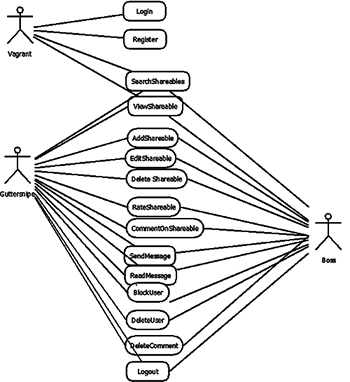 Login
Register
Vagrant
SearchShareables
ViewShareable
AddShareable
EditShareable
Delete Shareable
Guttersnipe
RateShareable
CommentOnShareable
SendMessage
Boss
ReadMessage
BlockUser
DeleteUser
DeleteComment
Logout